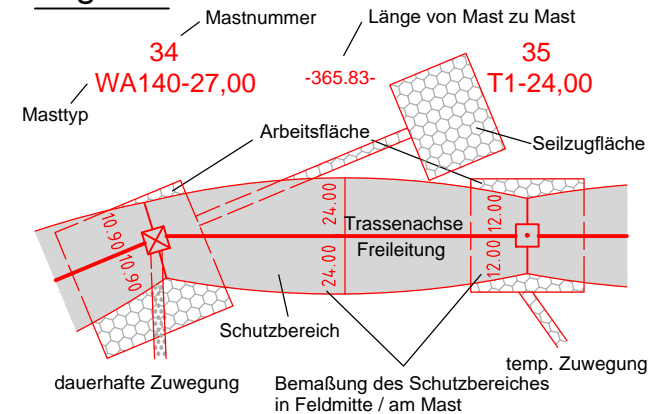 Mastnummer
Länge von Mast zu Mast
34
35
WA140-27,00
-365.83-
T1-24,00
Masttyp
Arbeitsfläche
Seilzugfläche
10.90
10.90
24.00
24.00
12.00
12.00
Trassenachse
Freileitung
Schutzbereich
dauerhafte Zuwegung
temp. Zuwegung
Bemaßung des Schutzbereiches
in Feldmitte / am Mast